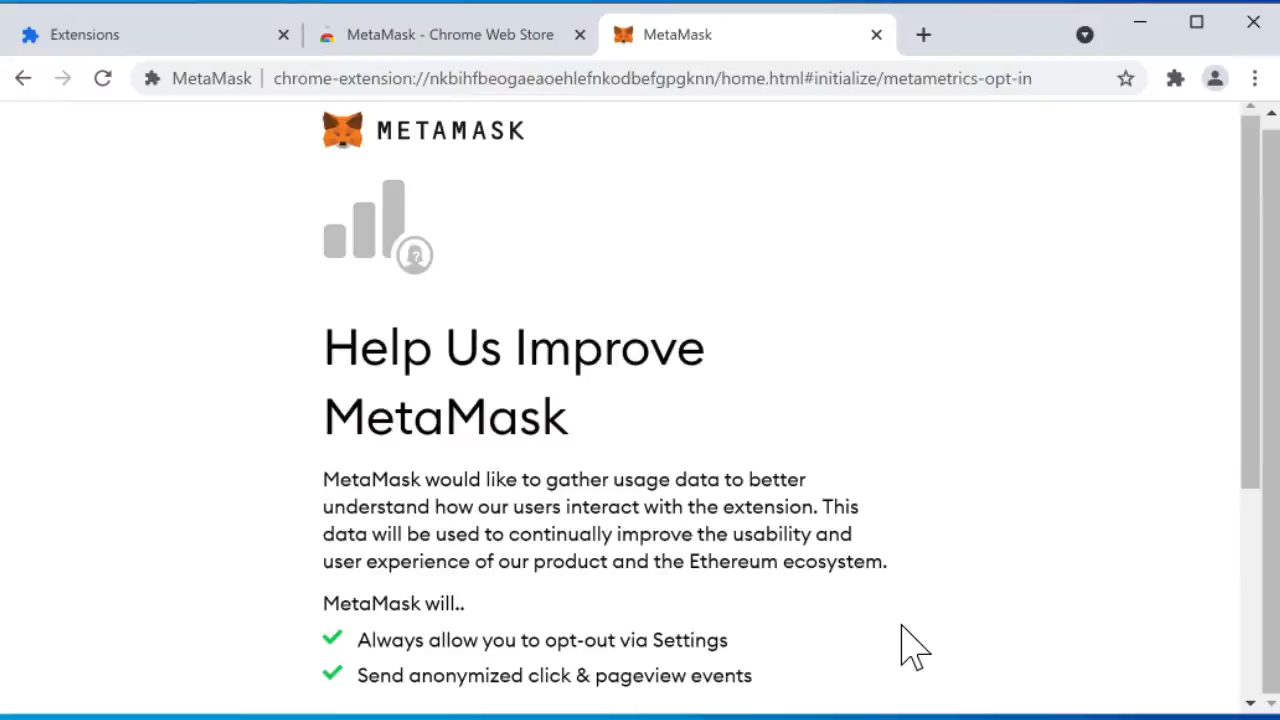 Extensions
MetaMask - Chrome Web Store
MetaMask
MetaMask
chrome-extension://nkbihfbeogaeaoehlefnkodbefgpgknn/home.html#initialize/metametrics-opt-in
METAMASK
?
Help Us Improve
MetaMask
MetaMask would like to gather usage data to better
understand how our users interact with the extension. This
data will be used to continually improve the usability and
user experience of our product and the Ethereum ecosystem.
MetaMask will..
Always allow you to opt-out via Settings
Send anonymized click & pageview events